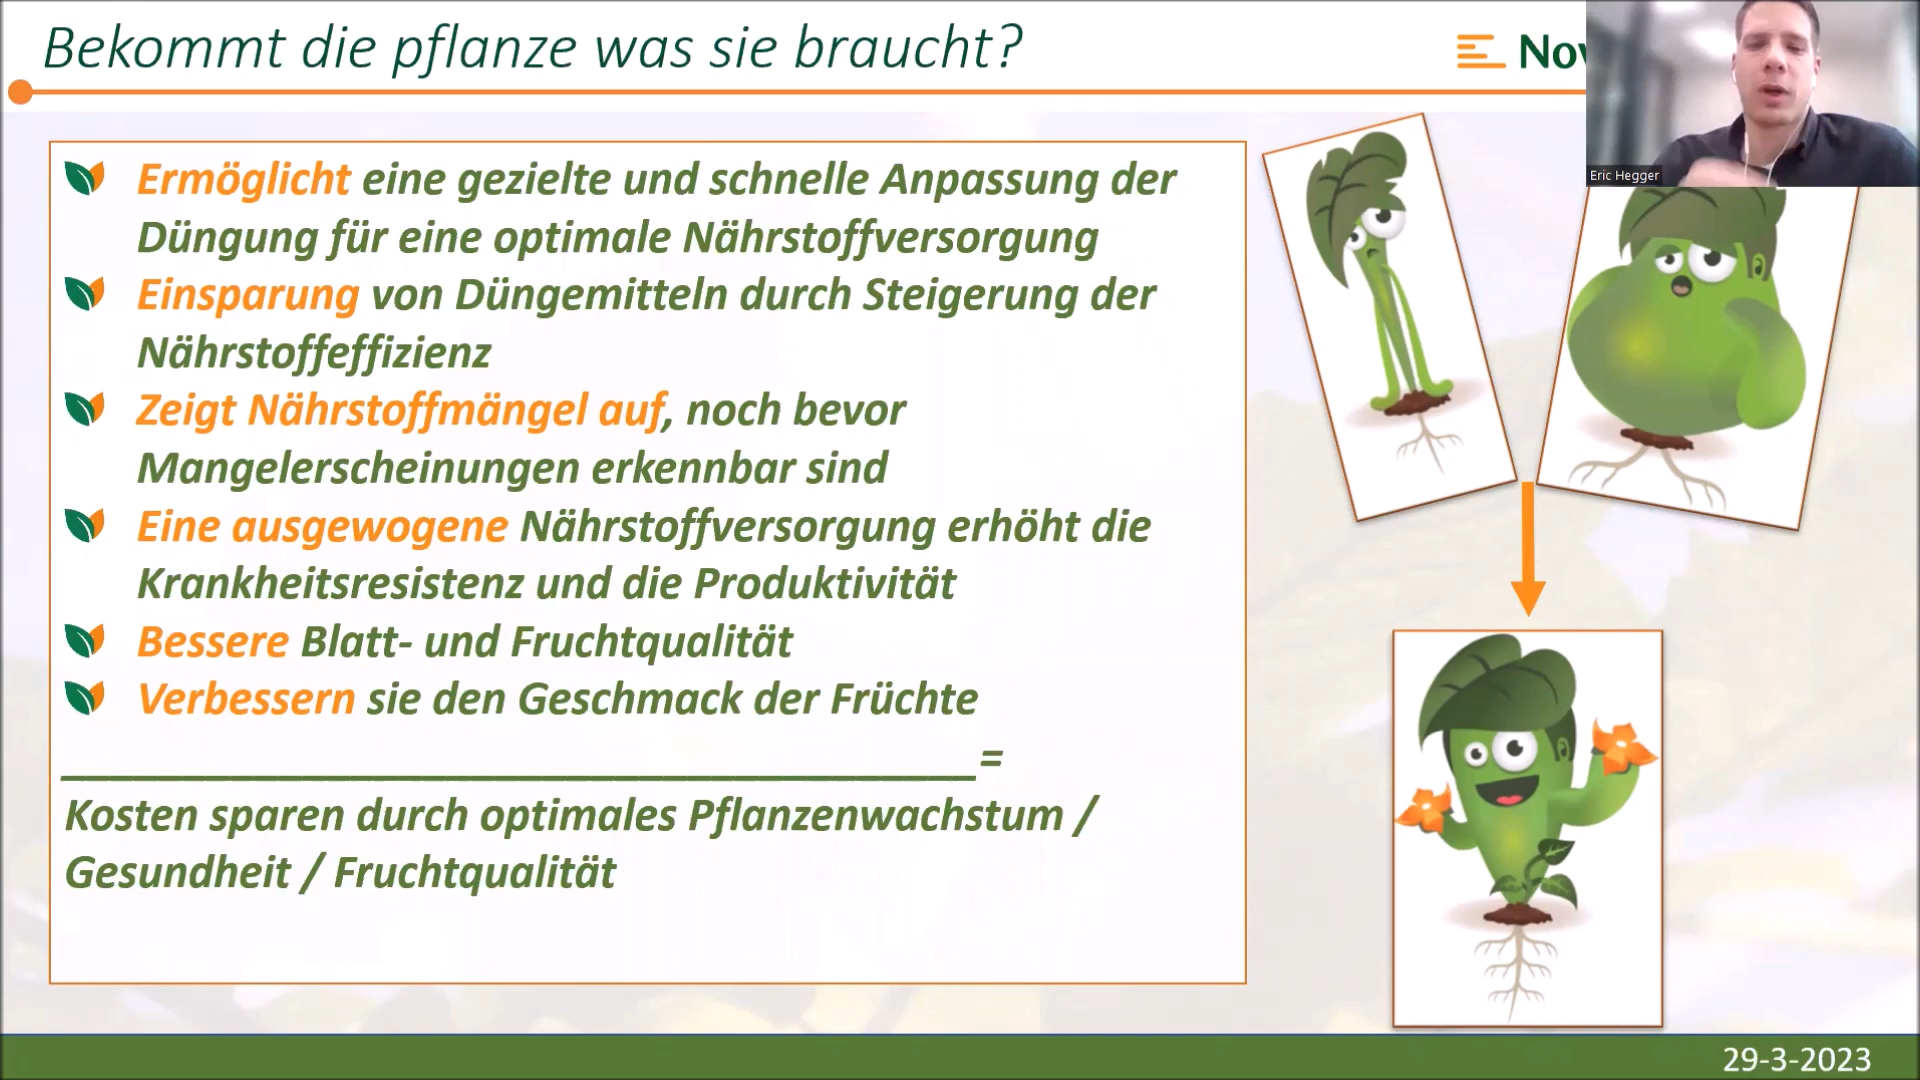 Bekommt die pflanze was sie braucht?
Eric Hegger
Ermöglicht eine gezielte und schnelle Anpassung der
Düngung für eine optimale Nährstoffversorgung
Einsparung von Düngemitteln durch Steigerung der
Nährstoffeffizienz
Zeigt Nährstoffmängel auf, noch bevor
Mangelerscheinungen erkennbar sind
Eine ausgewogene Nährstoffversorgung erhöht die
Krankheitsresistenz und die Produktivität
Bessere Blatt- und Fruchtqualität
Verbessern sie den Geschmack der Früchte
______________________________________=
Kosten sparen durch optimales Pflanzenwachstum /
Gesundheit / Fruchtqualität
29-3-2023